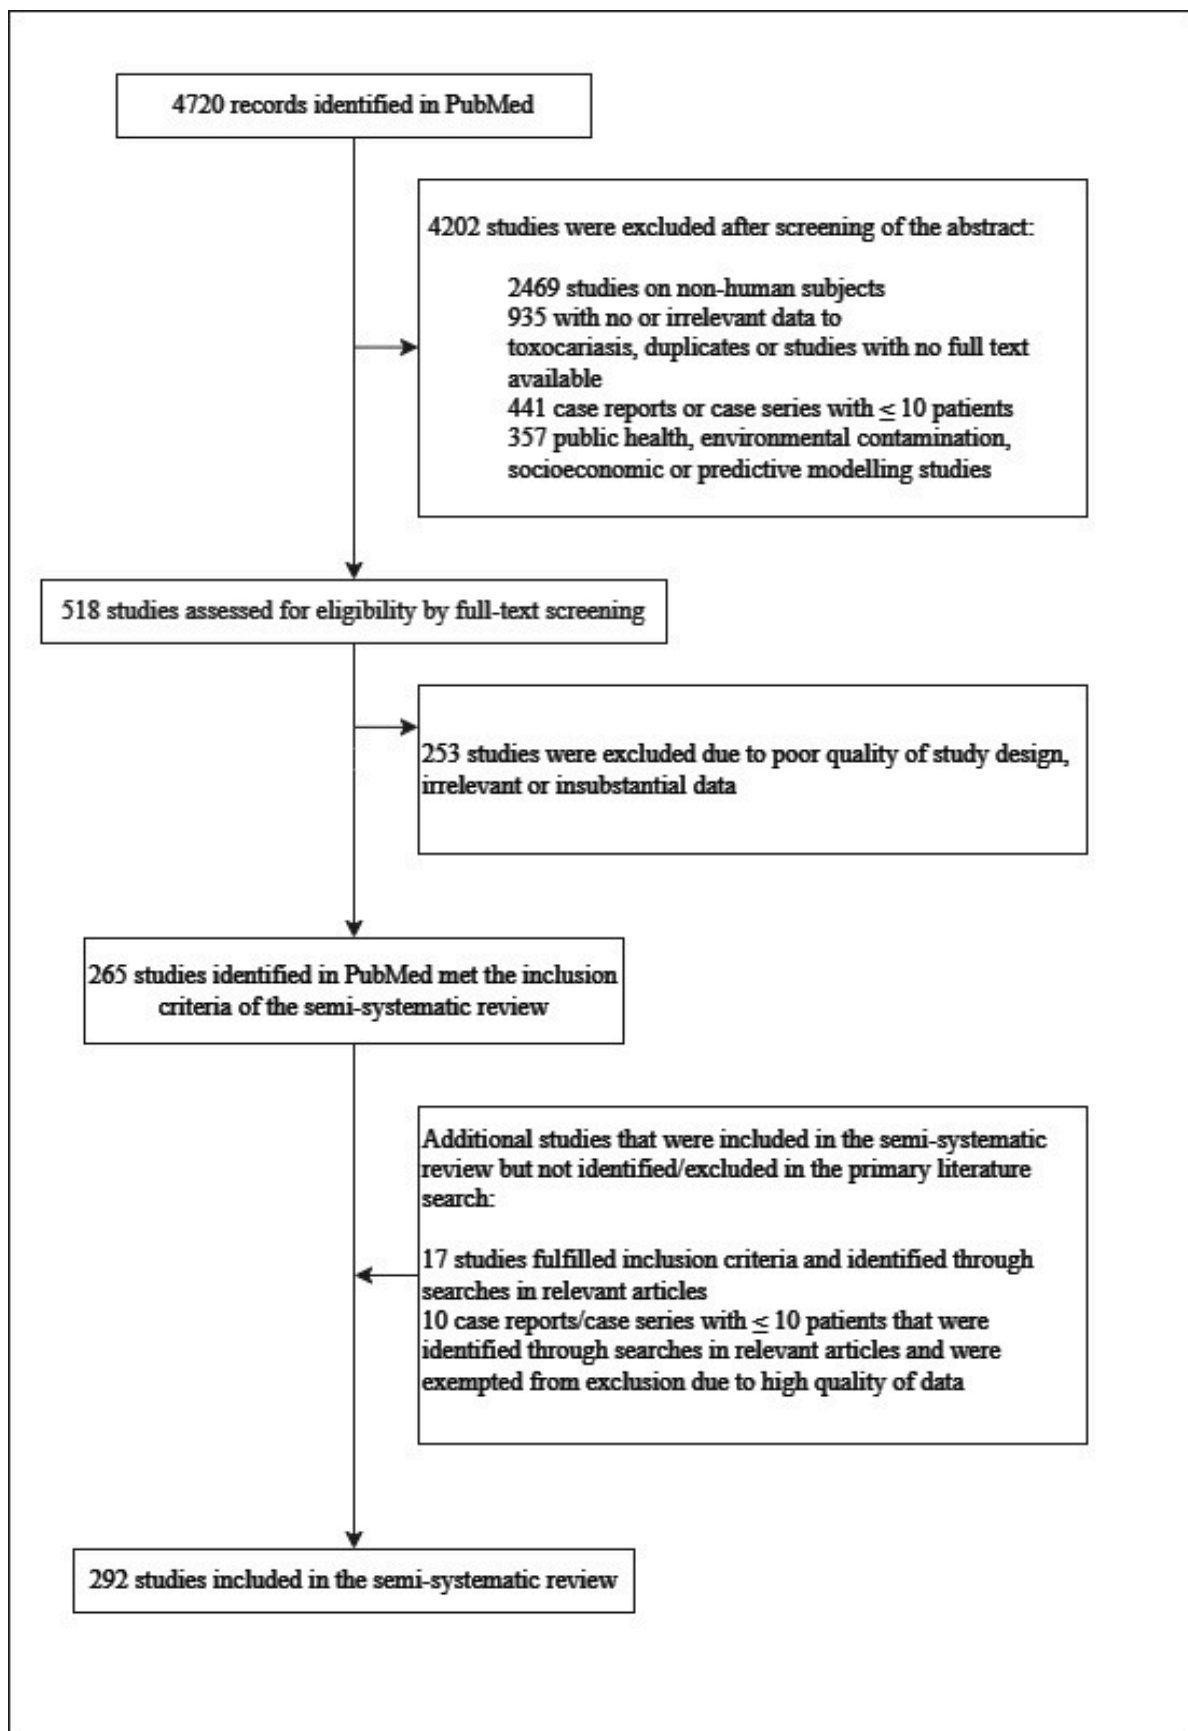 4720 records identified in PubMed
4202 studies were excluded after screening of the abstract:
2469 studies on non-human subjects
935 with no or irrelevant data to
toxocariasis, duplicates or studies with no full text
available
441 case reports or case series with ≤ 10 patients
357 public health, environmental contamination,
socioeconomic or predictive modelling studies
518 studies assessed for eligibility by full-text screening
253 studies were excluded due to poor quality of study design,
irrelevant or insubstantial data
265 studies identified in PubMed met the inclusion
criteria of the semi-systematic review
Additional studies that were included in the semi-systematic
review but not identified/excluded in the primary literature
search:
17 studies fulfilled inclusion criteria and identified through
searches in relevant articles
10 case reports/case series with ≤ 10 patients that were
identified through searches in relevant articles and were
exempted from exclusion due to high quality of data
292 studies included in the semi-systematic review